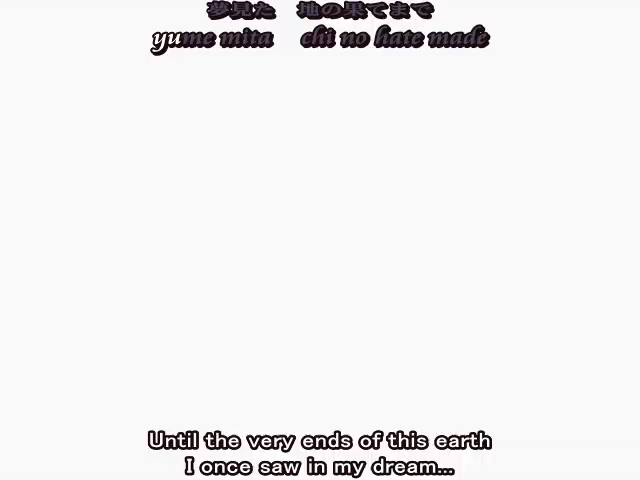 夢見た　地の果てまで
yume mita chi no hate made
Until the very ends of this earth
I once saw in my dream...